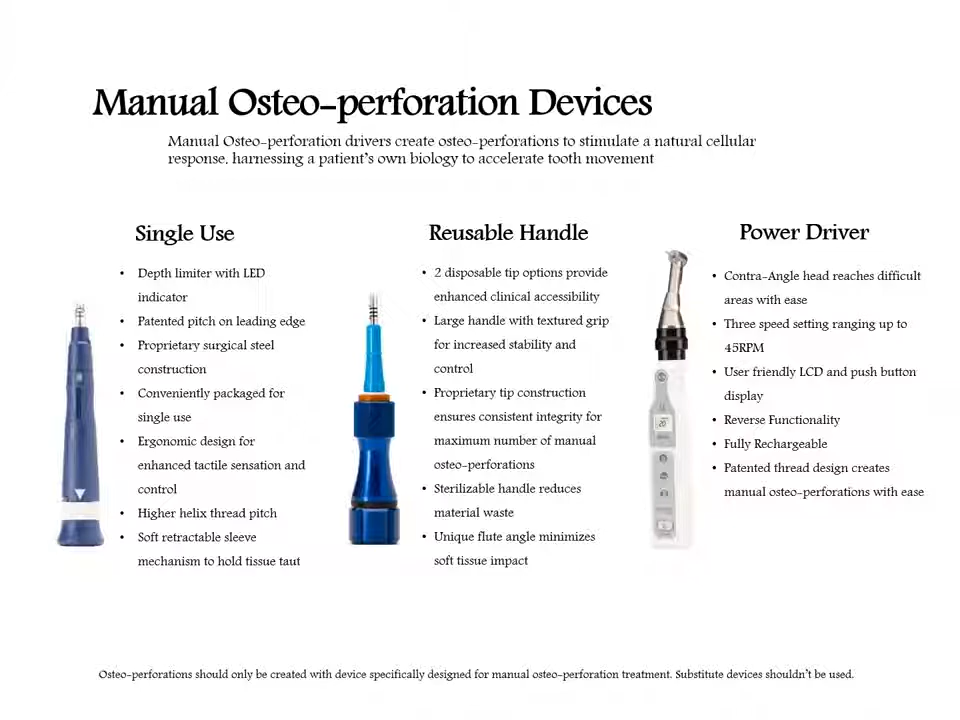 Manual Osteo-perforation Devices
Manual Osteo-perforation drivers create osteo-perforations to stimulate a natural cellular
response, harnessing a patient's own biology to accelerate tooth movement
Single Use
• Depth limiter with LED
indicator
• Patented pitch on leading edge
• Proprietary surgical steel
construction
• Conveniently packaged for
single use
• Ergonomic design for
enhanced tactile sensation and
control
• Higher helix thread pitch
• Soft retractable sleeve
mechanism to hold tissue taut
Reusable Handle
• 2 disposable tip options provide
enhanced clinical accessibility
• Large handle with textured grip
for increased stability and
control
• Proprietary tip construction
ensures consistent integrity for
maximum number of manual
osteo-perforations
• Sterilizable handle reduces
material waste
• Unique flute angle minimizes
soft tissue impact
Power Driver
• Contra-Angle head reaches difficult
areas with ease
• Three speed setting ranging up to
45RPM
• User friendly LCD and push button
display
• Reverse Functionality
• Fully Rechargeable
• Patented thread design creates
manual osteo-perforations with ease
Osteo-perforations should only be created with device specifically designed for manual osteo-perforation treatment. Substitute devices shouldn't be used.